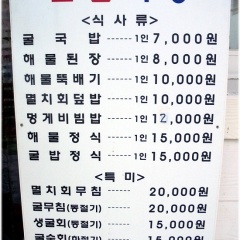 <식 사 류>
굴 국 밥 ------ 1인 7,000원
해 물 된 장 ------ 1인 8,000원
해 물 뚝 배 기 ------ 1인 10,000원
멸 치 회 덮 밥 ------ 1인 10,000원
멍 게 비 빔 밥 ------ 1인 12,000원
해 물 정 식 ------ 1인 15,000원
굴 밥 정 식 ------ 1인 15,000원
<특 미>
멸치회무침 ------ 20,000원
굴무침(동절기) ------ 20,000원
생굴회(동절기) ------ 15,000원
15,000원